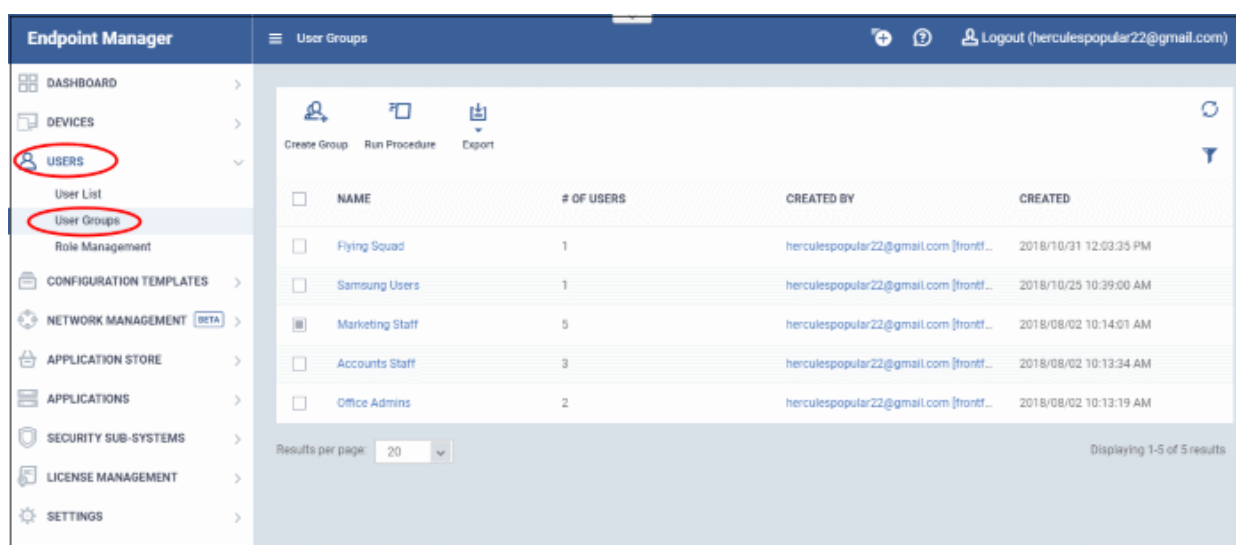 Endpoint Manager
User Groups
Logout (herculespopular22@gmail.com)
DASHBOARD
DEVICES
USERS
User List
User Groups
Role Management
CONFIGURATION TEMPLATES
NETWORK MANAGEMENT BETA
APPLICATION STORE
APPLICATIONS
SECURITY SUB-SYSTEMS
LICENSE MANAGEMENT
SETTINGS
Create Group Run Procedure Export
NAME # OF USERS CREATED BY CREATED
Flying Squad 1 herculespopular22@gmail.com [frontf... 2018/10/31 12:03:35 PM
Samsung Users 1 herculespopular22@gmail.com [frontf... 2018/10/25 10:39:00 AM
Marketing Staff 5 herculespopular22@gmail.com [frontf... 2018/08/02 10:14:01 AM
Accounts Staff 3 herculespopular22@gmail.com [frontf... 2018/08/02 10:13:34 AM
Office Admins 2 herculespopular22@gmail.com [frontf... 2018/08/02 10:13:19 AM
Results per page: 20 Displaying 1-5 of 5 results